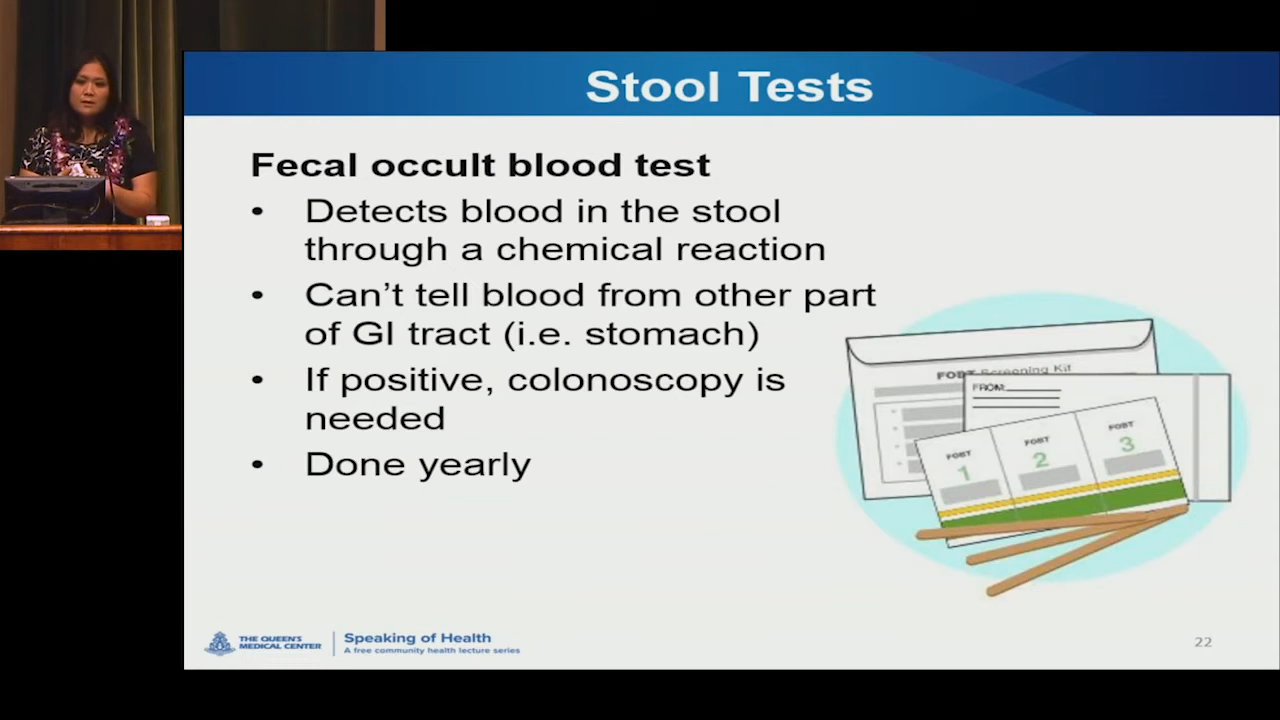 Stool Tests
Fecal occult blood test
• Detects blood in the stool
through a chemical reaction
• Can't tell blood from other part
of GI tract (i.e. stomach)
• If positive, colonoscopy is
needed
• Done yearly
FOBT Screening Kit
FROM:
FOBT
1
FOBT
2
FOBT
3
THE QUEEN'S
MEDICAL CENTER
Speaking of Health
A free community health lecture series
22